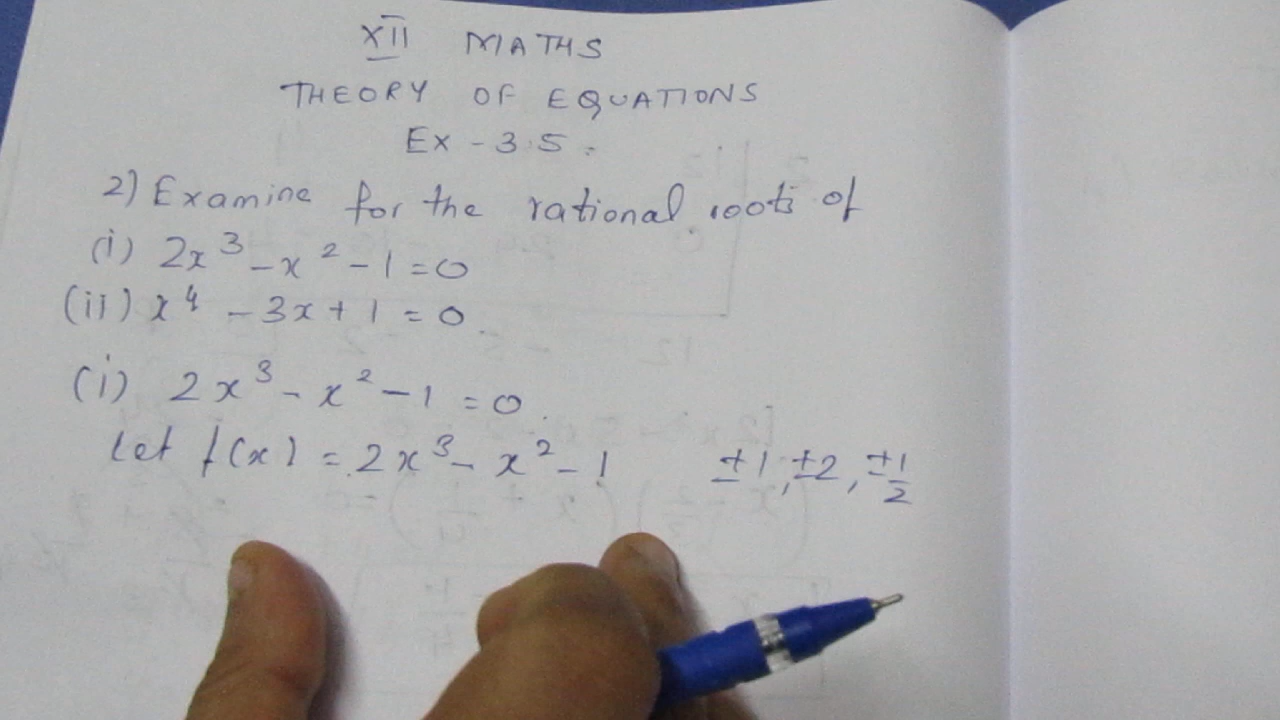 XII MATHS
THEORY OF EQUATIONS
Ex - 3.5.
2) Examine for the rational roots of
(i) 2x³ - x² - 1 = 0
(ii) x⁴ - 3x + 1 = 0.
(i) 2x³ - x² - 1 = 0.
Let f(x) = 2x³ - x² - 1 ±1, ±2, ±1/2